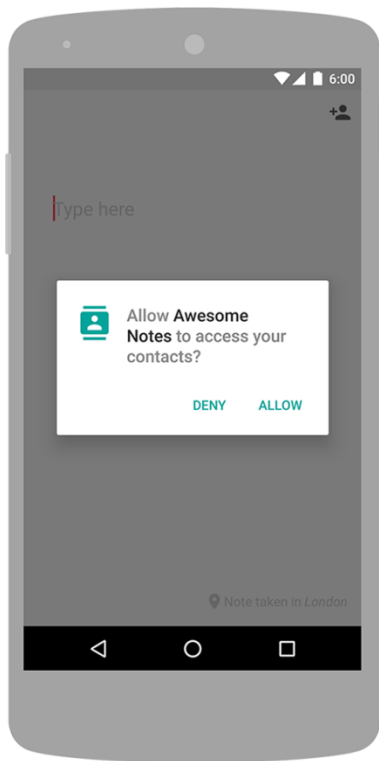 6:00
Type here
Allow Awesome
Notes to access your
contacts?
DENY ALLOW
Note taken in London